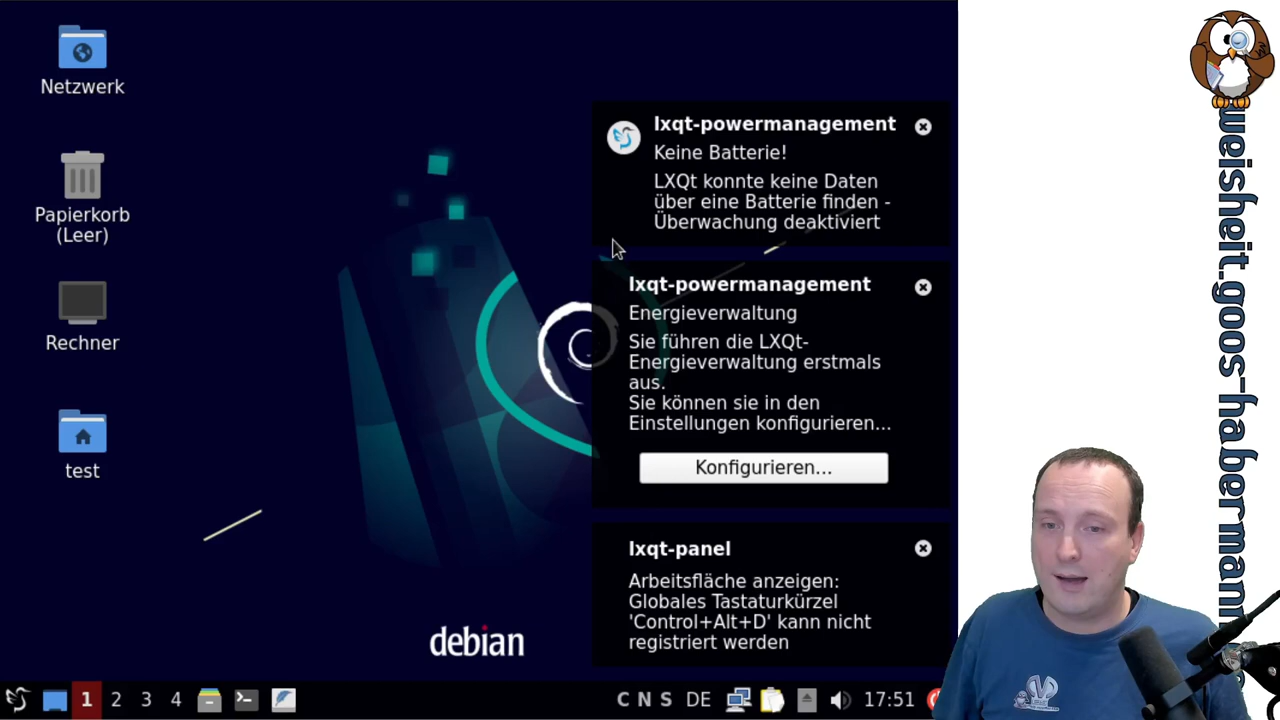 Netzwerk
Papierkorb
(Leer)
Rechner
test
lxqt-powermanagement
Keine Batterie!
LXQt konnte keine Daten
über eine Batterie finden -
Überwachung deaktiviert
lxqt-powermanagement
Energieverwaltung
Sie führen die LXQt-
Energieverwaltung erstmals
aus.
Sie können sie in den
Einstellungen konfigurieren...
Konfigurieren...
lxqt-panel
Arbeitsfläche anzeigen:
Globales Tastaturkürzel
'Control+Alt+D' kann nicht
registriert werden
debian
1 2 3 4
C N S DE 17:51
weisheit.goos-habermann.